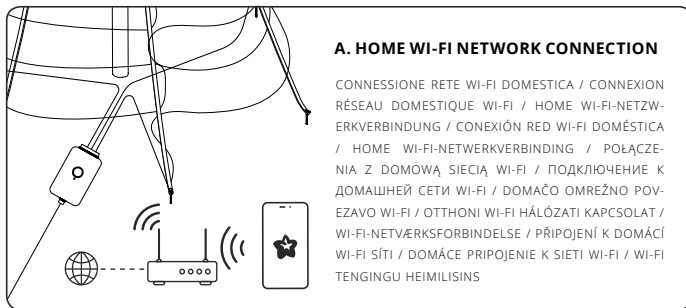 A. HOME WI-FI NETWORK CONNECTION
CONNESSIONE RETE WI-FI DOMESTICA / CONNEXION
RÉSEAU DOMESTIQUE WI-FI / HOME WI-FI-NETZW-
ERKVERBINDUNG / CONEXIÓN RED WI-FI DOMÉSTICA
/ HOME WI-FI-NETWERKVERBINDING / POŁĄCZE-
NIA Z DOMOWĄ SIECIĄ WI-FI / ПОДКЛЮЧЕНИЕ К
ДОМАШНЕЙ СЕТИ WI-FI / DOMAČO OMREŽNO POV-
EZAVO WI-FI / OTTHONI WI-FI HÁLÓZATI KAPCSOLAT /
WI-FI-NETVÆRKSFORBINDELSE / PŘIPOJENÍ K DOMÁCÍ
WI-FI SÍTI / DOMÁCE PRIPOJENIE K SIETI WI-FI / WI-FI
TENGINGU HEIMILISINS